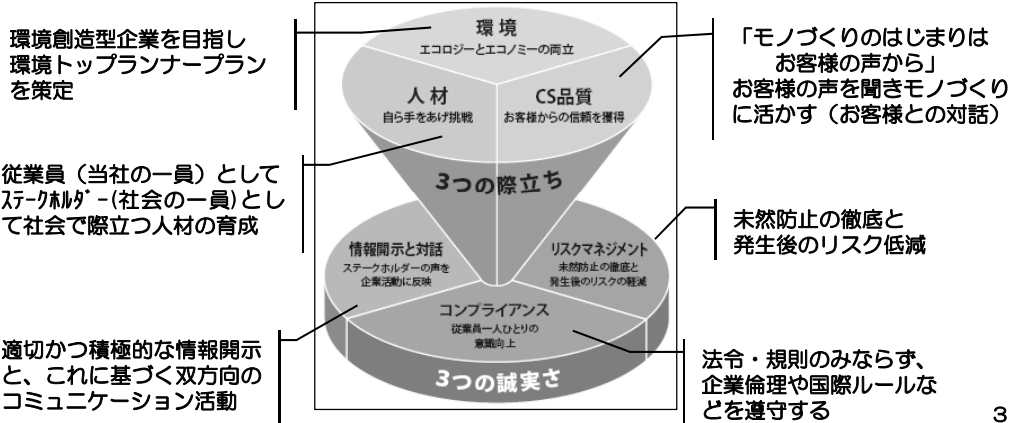 環境創造型企業を目指し
環境トップランナープラン
を策定
環 境
エコロジーとエコノミーの両立
「モノづくりのはじまりは
お客様の声から」
お客様の声を聞きモノづくり
に活かす（お客様との対話）
人 材
自ら手をあげ挑戦
CS品質
お客様からの信頼を獲得
従業員（当社の一員）として
ｽﾃｰｸﾎﾙﾀﾞｰ(社会の一員)とし
て社会で際立つ人材の育成
3つの際立ち
未然防止の徹底と
発生後のリスク低減
情報開示と対話
ステークホルダーの声を
企業活動に反映
リスクマネジメント
未然防止の徹底と
発生後のリスクの軽減
コンプライアンス
従業員一人ひとりの
意識向上
適切かつ積極的な情報開示
と、これに基づく双方向の
コミュニケーション活動
3つの誠実さ
法令・規則のみならず、
企業倫理や国際ルールな
どを遵守する
3